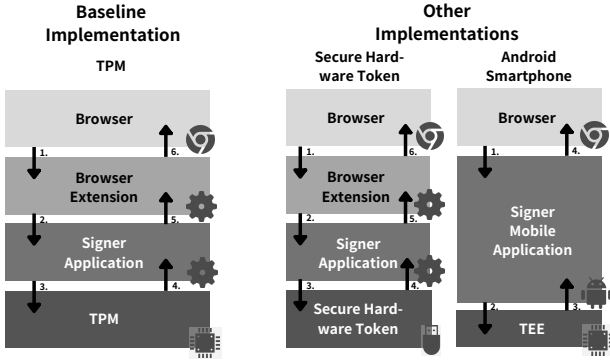 Baseline
Implementation
TPM
Browser
1.
6.
Browser
Extension
2.
5.
Signer
Application
3.
4.
TPM
Other
Implementations
Secure Hard-
ware Token
Browser
1.
6.
Browser
Extension
2.
5.
Signer
Application
3.
4.
Secure Hard-
ware Token
Android
Smartphone
Browser
1.
4.
Signer
Mobile
Application
2.
3.
TEE